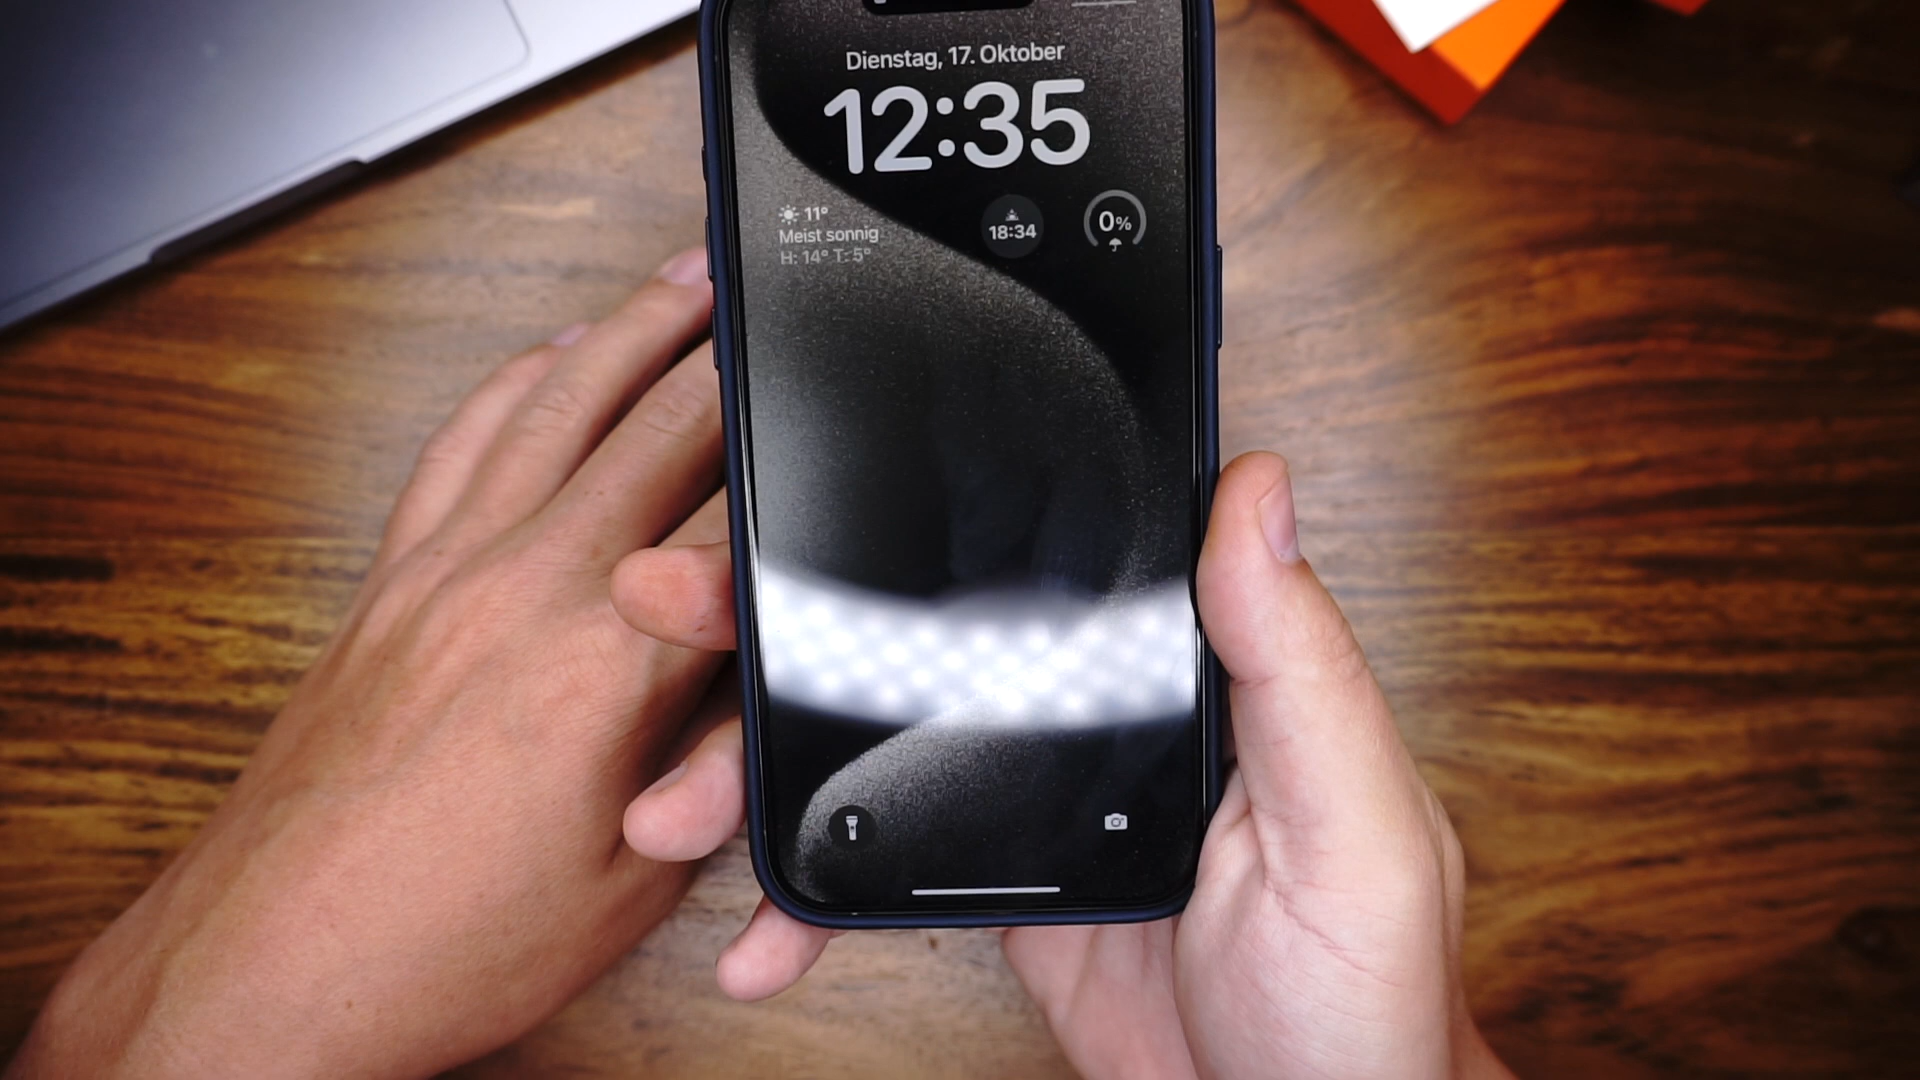 Dienstag, 17. Oktober
12:35
11°
Meist sonnig
H: 14° T: 5°
18:34
0%